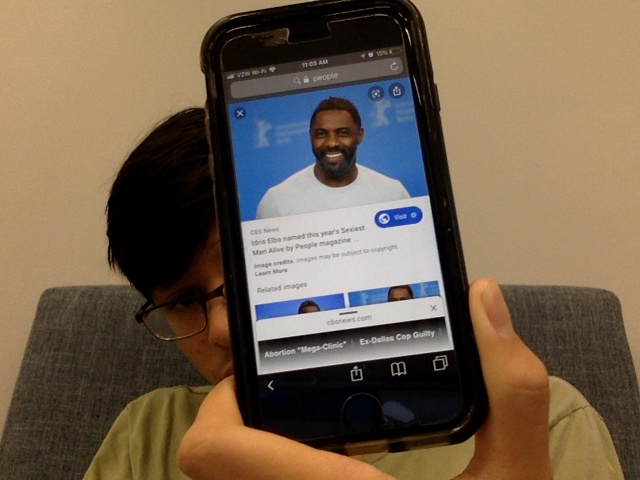 VZW Wi-Fi 11:03 AM 15%
people
CBS News
Visit
Idris Elba named this year's Sexiest
Man Alive by People magazine ...
Image credits. Images may be subject to copyright.
Learn More
Related images
cbsnews.com
Abortion "Mega-Clinic" Ex-Dallas Cop Guilty